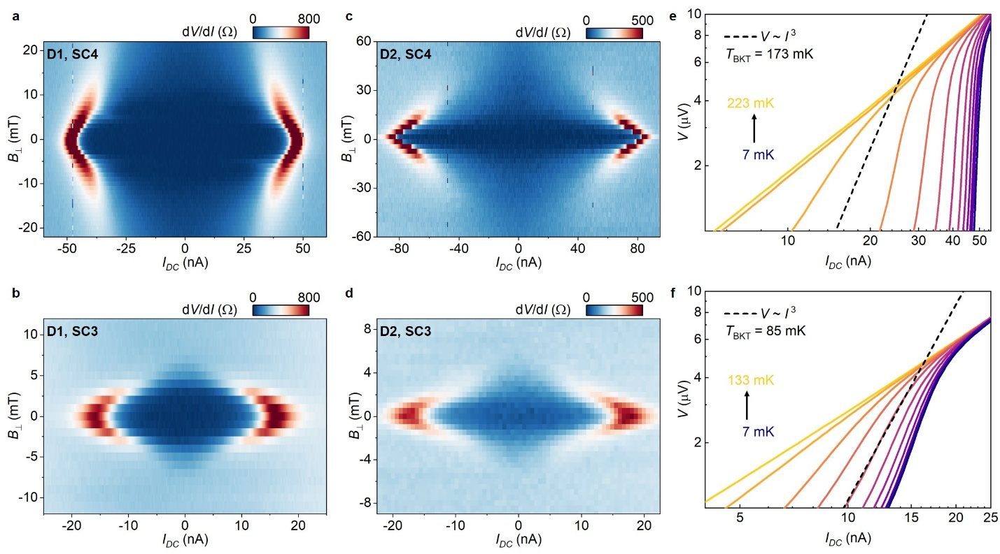 a
dV/dI (Ω)
0 800
D1, SC4
20
10
0
-10
-20
B⊥ (mT)
-50 -25 0 25 50
I_DC (nA)
c
dV/dI (Ω)
0 500
D2, SC4
60
30
0
-30
-60
B⊥ (mT)
-80 -40 0 40 80
I_DC (nA)
e
10
8
6
4
2
V (μV)
V ~ I³
T_BKT = 173 mK
223 mK
7 mK
10 20 30 40 50
I_DC (nA)
b
dV/dI (Ω)
0 800
D1, SC3
10
5
0
-5
-10
B⊥ (mT)
-20 -10 0 10 20
I_DC (nA)
d
dV/dI (Ω)
0 500
D2, SC3
8
4
0
-4
-8
B⊥ (mT)
-20 -10 0 10 20
I_DC (nA)
f
10
8
6
4
2
V (μV)
V ~ I³
T_BKT = 85 mK
133 mK
7 mK
5 10 15 20 25
I_DC (nA)